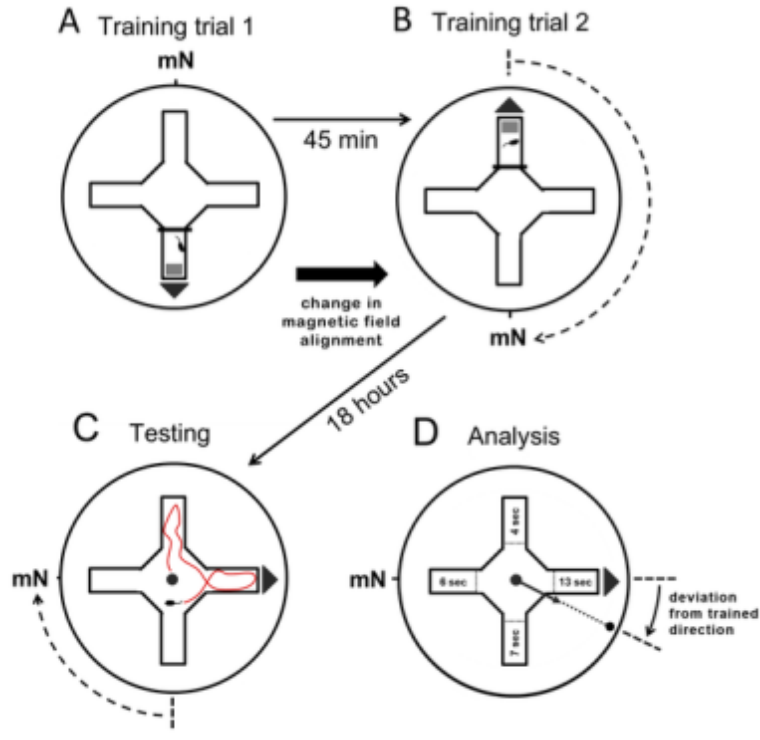 A Training trial 1
mN
B Training trial 2
45 min
change in
magnetic field
alignment
mN
18 hours
C Testing
mN
D Analysis
mN
4 sec
6 sec
13 sec
7 sec
deviation
from trained
direction